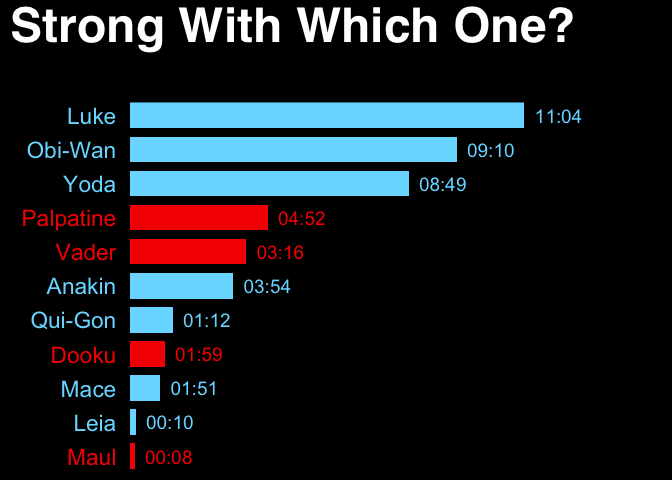 Strong With Which One?
Luke 11:04
Obi-Wan 09:10
Yoda 08:49
Palpatine 04:52
Vader 03:16
Anakin 03:54
Qui-Gon 01:12
Dooku 01:59
Mace 01:51
Leia 00:10
Maul 00:08